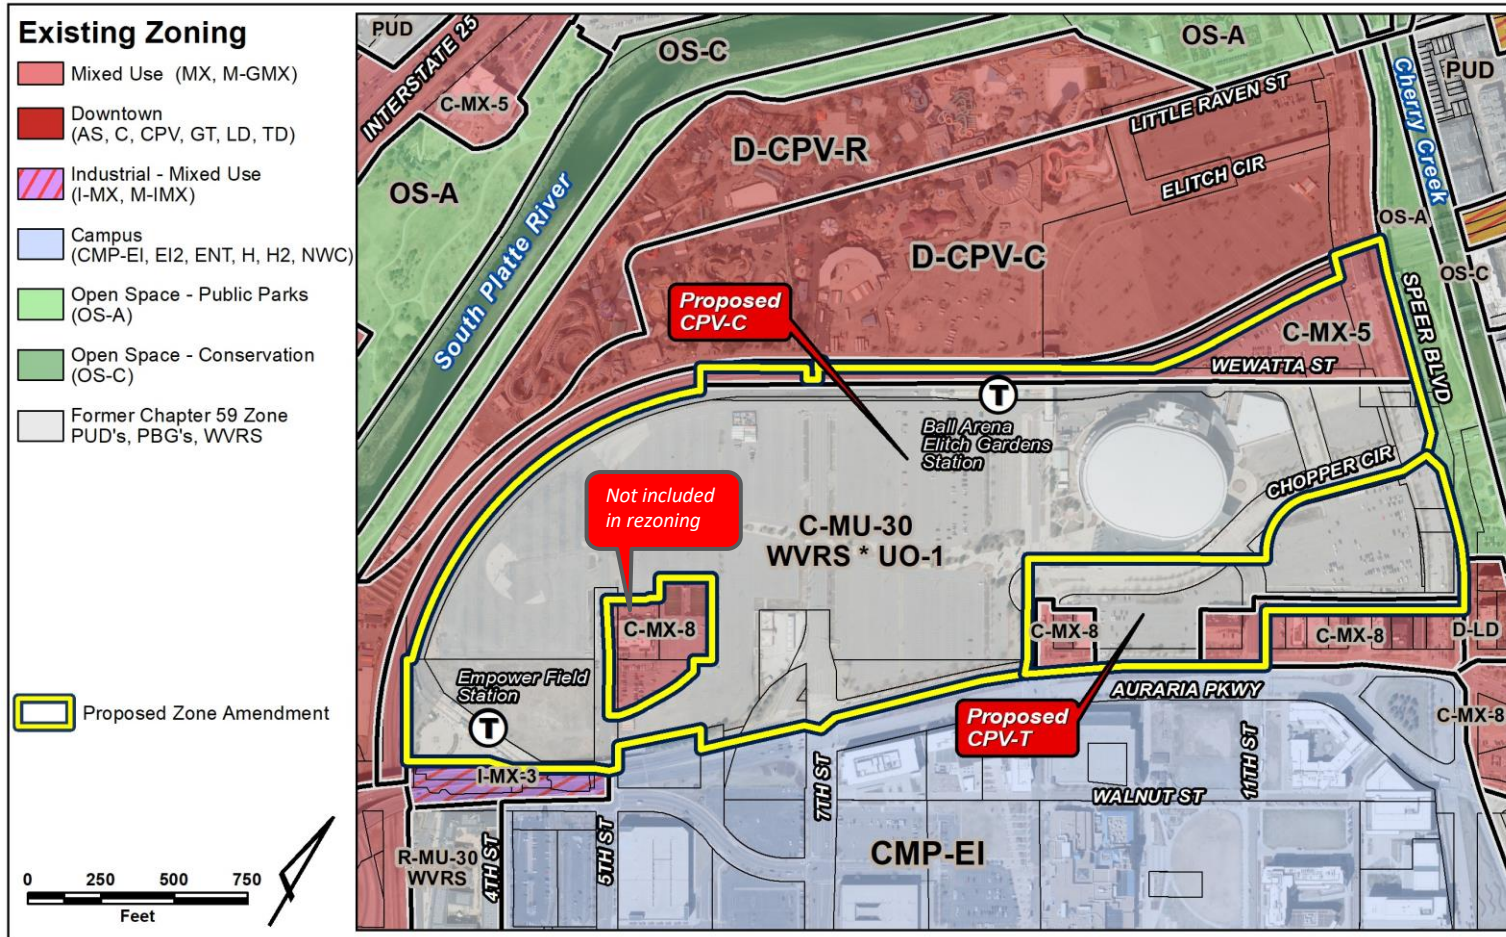 Existing Zoning
Mixed Use (MX, M-GMX)
Downtown
(AS, C, CPV, GT, LD, TD)
Industrial - Mixed Use
(I-MX, M-IMX)
Campus
(CMP-EI, EI2, ENT, H, H2, NWC)
Open Space - Public Parks
(OS-A)
Open Space - Conservation
(OS-C)
Former Chapter 59 Zone
PUD's, PBG's, WVRS
Proposed Zone Amendment
0 250 500 750
Feet
PUD
INTERSTATE 25
C-MX-5
OS-C
OS-A
OS-A
South Platte River
D-CPV-R
LITTLE RAVEN ST
ELITCH CIR
Cherry Creek
PUD
OS-A
OS-C
D-CPV-C
Proposed
CPV-C
SPEER BLVD
C-MX-5
WEWATTA ST
T
Ball Arena
Elitch Gardens
Station
CHOPPER CIR
Not included
in rezoning
C-MU-30
WVRS * UO-1
C-MX-8
C-MX-8
C-MX-8
D-LD
Empower Field
Station
T
AURARIA PKWY
Proposed
CPV-T
C-MX-8
I-MX-3
7TH ST
11TH ST
WALNUT ST
R-MU-30
WVRS
4TH ST
5TH ST
CMP-EI